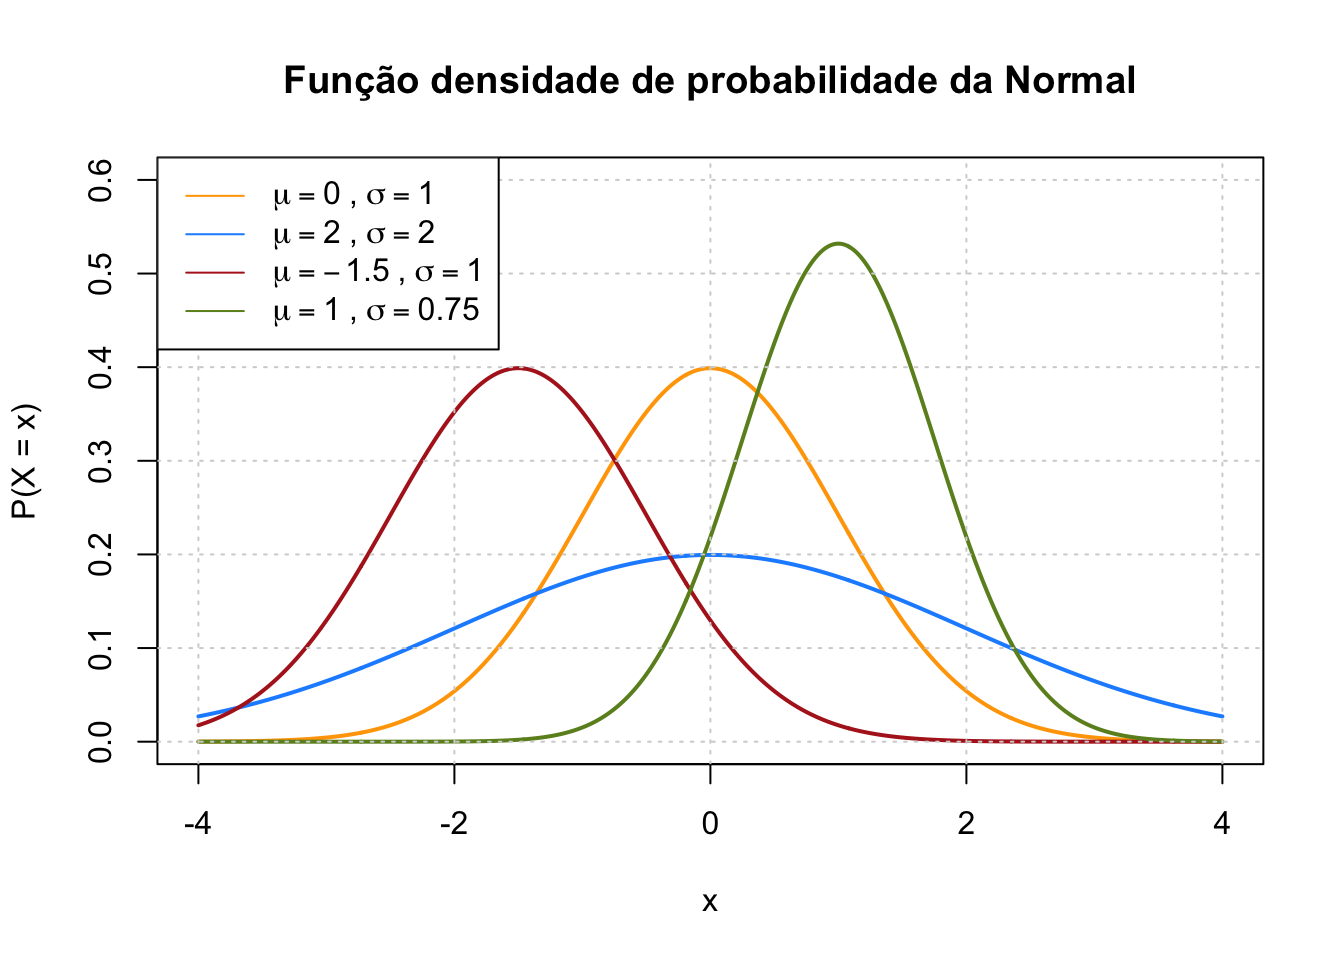 Função densidade de probabilidade da Normal
μ = 0 , σ = 1
μ = 2 , σ = 2
μ = − 1.5 , σ = 1
μ = 1 , σ = 0.75
P(X = x)
0.6
0.5
0.4
0.3
0.2
0.1
0.0
-4 -2 0 2 4
x